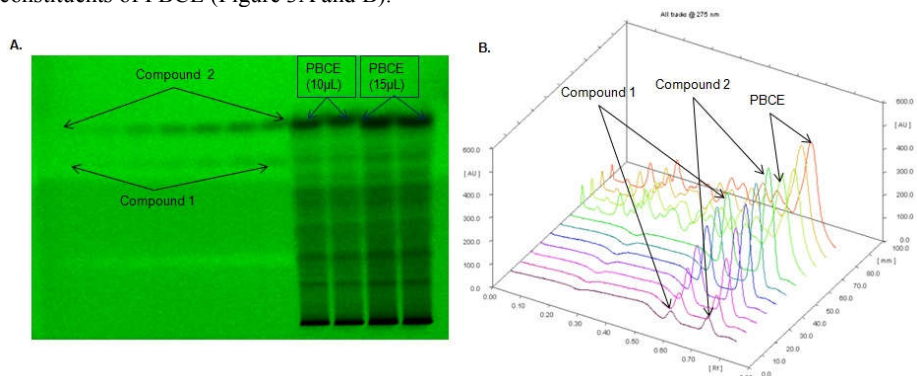 constituents of PBCE (Figure 3A and B).
All tracks @ 275 nm
A.
Compound 2
PBCE
(10µL)
PBCE
(15µL)
Compound 1
B.
Compound 1
Compound 2
PBCE
600.0
[ AU ]
500.0
400.0
300.0
200.0
100.0
0.0
600.0
[ AU ]
400.0
300.0
200.0
100.0
0.0
100.0
[ mm ]
80.0
70.0
60.0
50.0
40.0
30.0
20.0
10.0
0.0
0.00
0.10
0.20
0.30
0.40
0.50
0.60
0.70
[ Rf ]